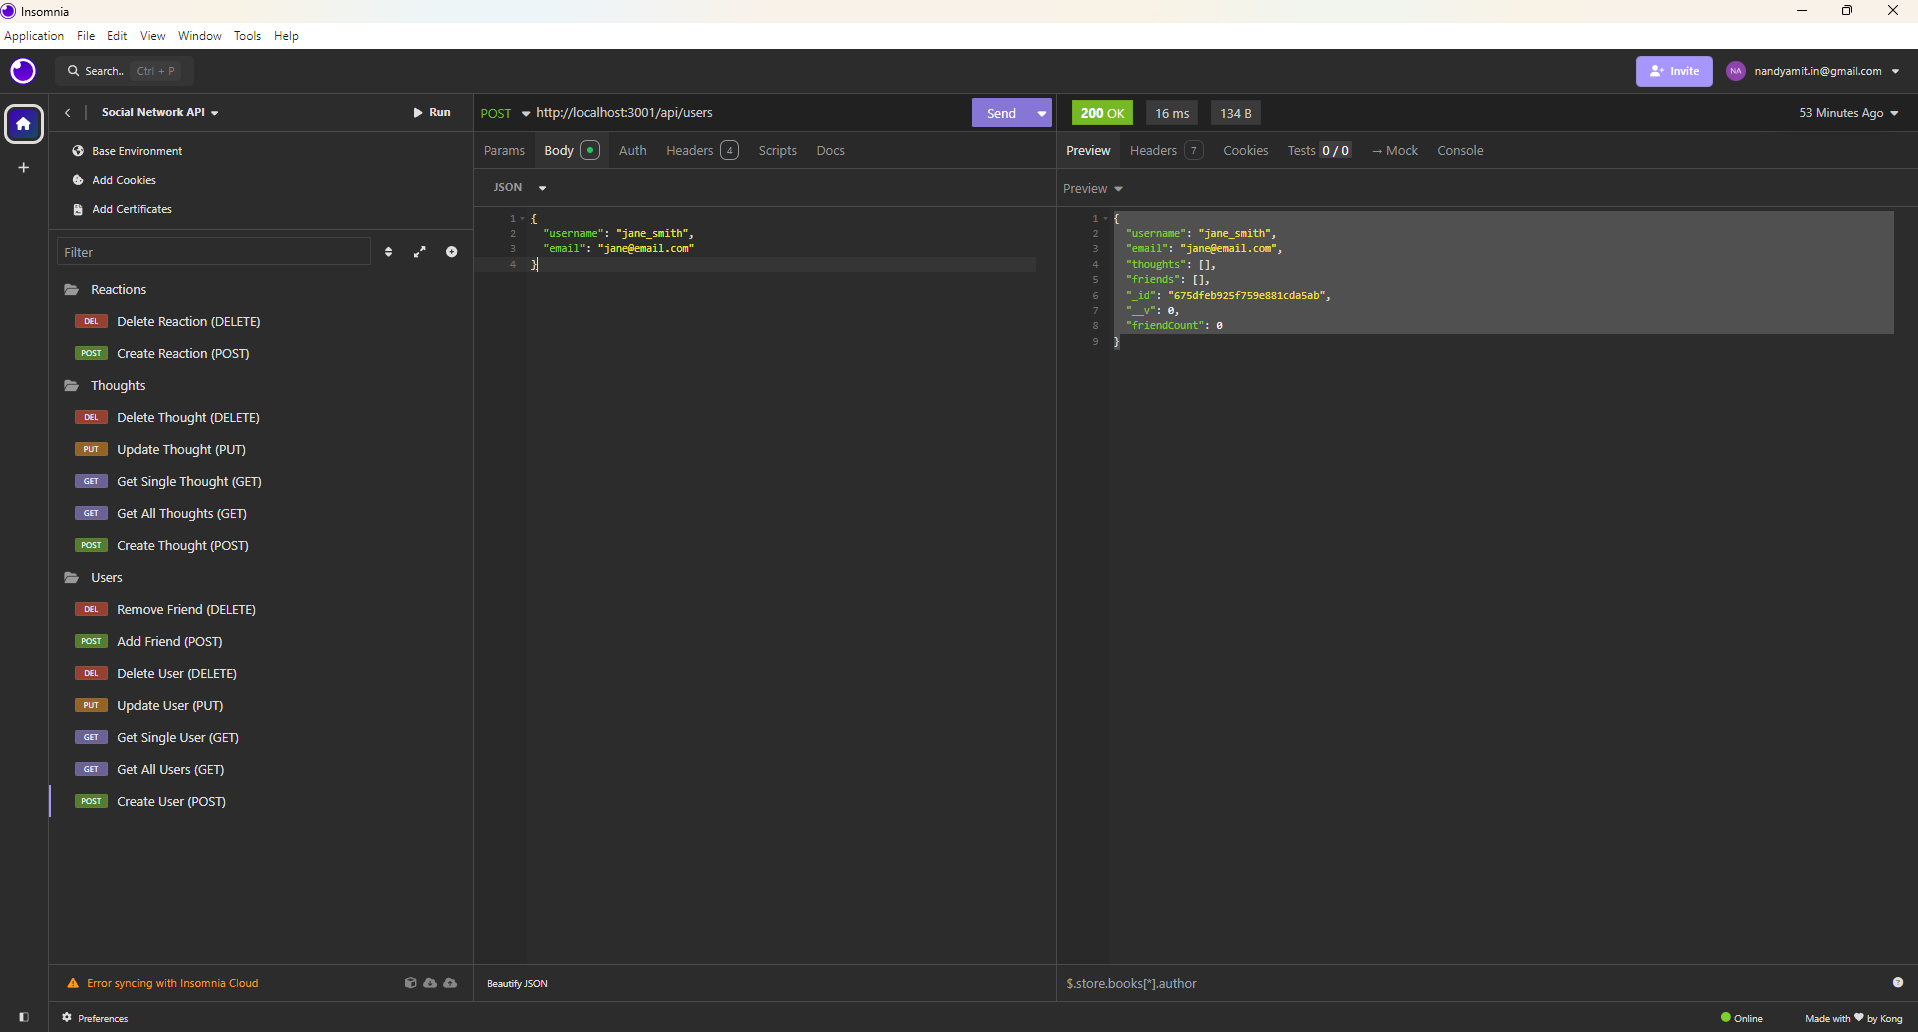 Insomnia
Application File Edit View Window Tools Help
Search.. Ctrl + P
Invite NA nandyamit.in@gmail.com
Social Network API Run
Base Environment
Add Cookies
Add Certificates
Filter
Reactions
DEL Delete Reaction (DELETE)
POST Create Reaction (POST)
Thoughts
DEL Delete Thought (DELETE)
PUT Update Thought (PUT)
GET Get Single Thought (GET)
GET Get All Thoughts (GET)
POST Create Thought (POST)
Users
DEL Remove Friend (DELETE)
POST Add Friend (POST)
DEL Delete User (DELETE)
PUT Update User (PUT)
GET Get Single User (GET)
GET Get All Users (GET)
POST Create User (POST)
Error syncing with Insomnia Cloud
POST http://localhost:3001/api/users Send
Params Body Auth Headers 4 Scripts Docs
JSON
1 {
2 "username": "jane_smith",
3 "email": "jane@email.com"
4 }
Beautify JSON
200 OK 16 ms 134 B 53 Minutes Ago
Preview Headers 7 Cookies Tests 0 / 0 → Mock Console
Preview
1 {
2 "username": "jane_smith",
3 "email": "jane@email.com",
4 "thoughts": [],
5 "friends": [],
6 "_id": "675dfeb925f759e881cda5ab",
7 "__v": 0,
8 "friendCount": 0
9 }
$.store.books[*].author
Preferences
Online Made with ♥ by Kong